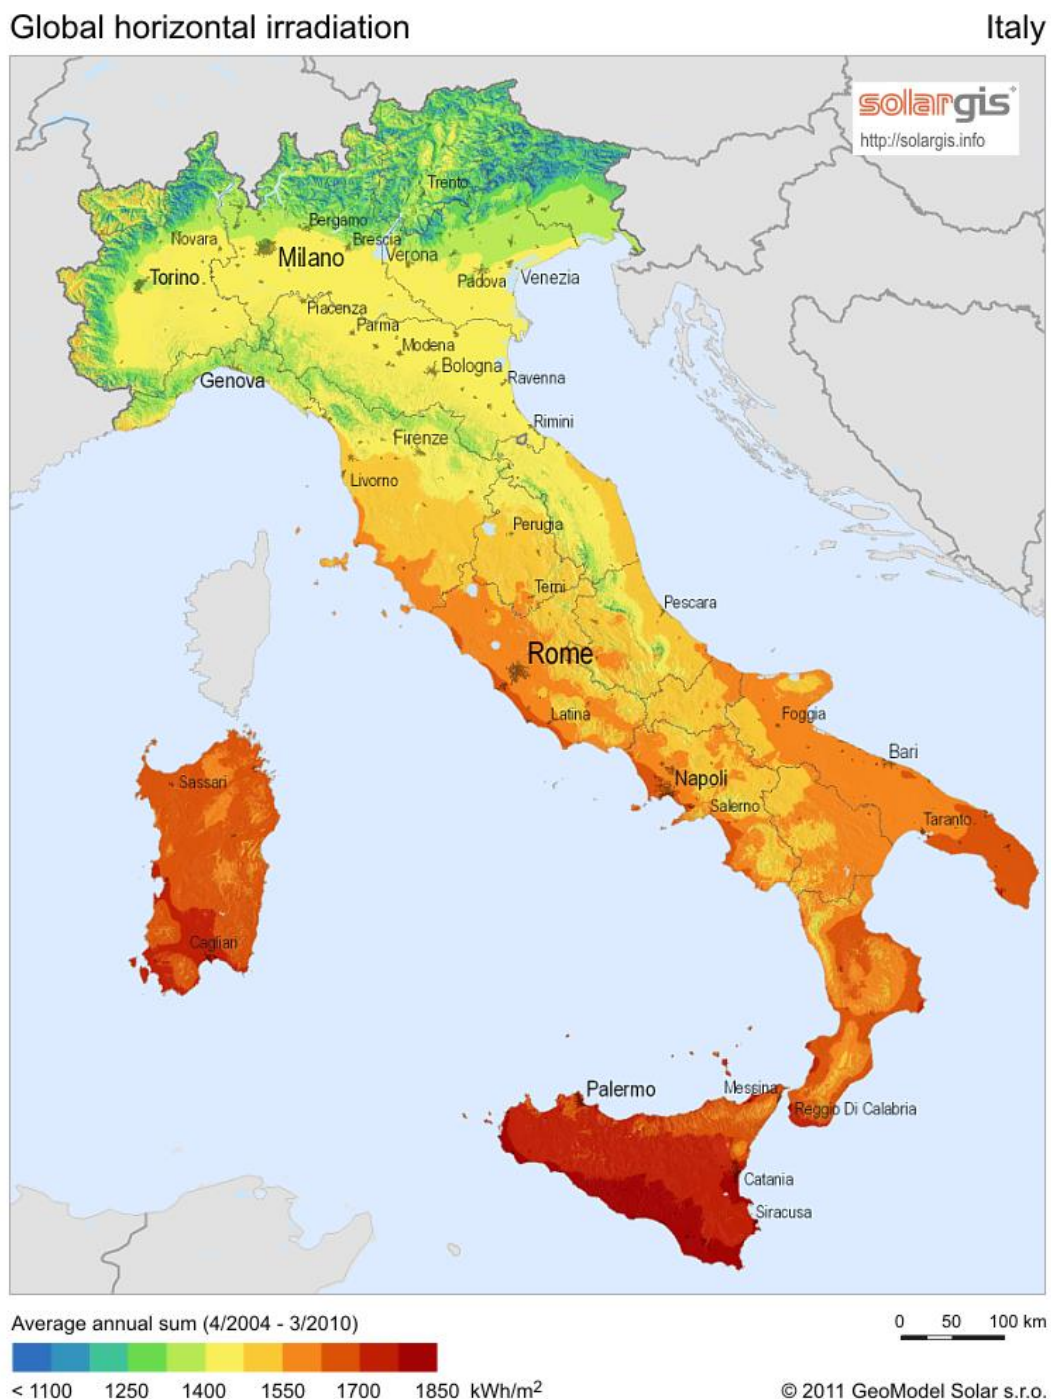 Global horizontal irradiation
Italy
solargis
http://solargis.info
Trento
Bergamo
Novara
Brescia
Milano
Verona
Torino
Padova
Venezia
Piacenza
Parma
Modena
Bologna
Genova
Ravenna
Rimini
Firenze
Livorno
Perugia
Terni
Pescara
Rome
Latina
Foggia
Bari
Sassari
Napoli
Salerno
Taranto
Cagliari
Palermo
Messina
Reggio Di Calabria
Catania
Siracusa
Average annual sum (4/2004 - 3/2010)
0 50 100 km
< 1100 1250 1400 1550 1700 1850 kWh/m²
© 2011 GeoModel Solar s.r.o.